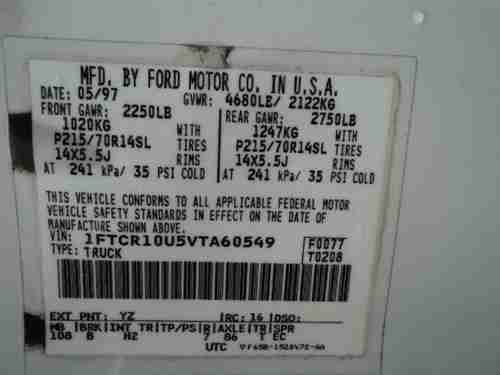 MFD. BY FORD MOTOR CO. IN U.S.A.
DATE: 05/97 GVWR: 4680LB/ 2122KG
FRONT GAWR: 2250LB REAR GAWR: 2750LB
1020KG WITH 1247KG WITH
P215/70R14SL TIRES P215/70R14SL TIRES
14X5.5J RIMS 14X5.5J RIMS
AT 241 kPa/ 35 PSI COLD AT 241 kPa/ 35 PSI COLD
THIS VEHICLE CONFORMS TO ALL APPLICABLE FEDERAL MOTOR
VEHICLE SAFETY STANDARDS IN EFFECT ON THE DATE OF
MANUFACTURE SHOWN ABOVE.
VIN: 1FTCR10U5VTA60549 F0077
TYPE: TRUCK T0208
EXT PNT: YZ RC: 16 DSO:
WB BRK INT TR TP/PS R AXLE TR SPR
108 B H2 7 86 T EC
UTC